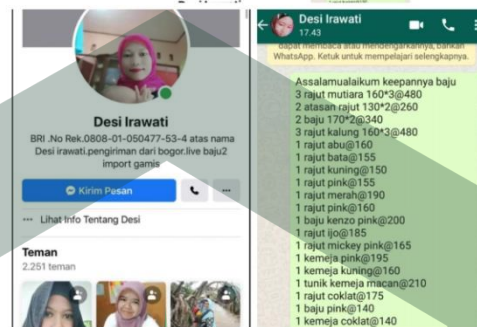 Desi Irawati
BRI .No Rek.0808-01-050477-53-4 atas nama
Desi irawati.pengiriman dari bogor.live baju2
import gamis
Kirim Pesan
Lihat Info Tentang Desi
Teman
2.251 teman
Desi Irawati
17.43
dapat membaca atau mendengarkannya, bahkan
WhatsApp. Ketuk untuk mempelajari selengkapnya.
Assalamualaikum keepannya baju
3 rajut mutiara 160*3@480
2 atasan rajut 130*2@260
2 baju 170*2@340
3 rajut kalung 160*3@480
1 rajut abu@160
1 rajut bata@155
1 rajut kuning@150
1 rajut pink@155
1 rajut merah@190
1 rajut pink@160
1 baju kenzo pink@200
1 rajut ijo@185
1 rajut mickey pink@165
1 kemeja pink@195
1 kemeja kuning@160
1 tunik kemeja macan@210
1 rajut coklat@175
1 baju pink@140
1 kemeja coklat@140